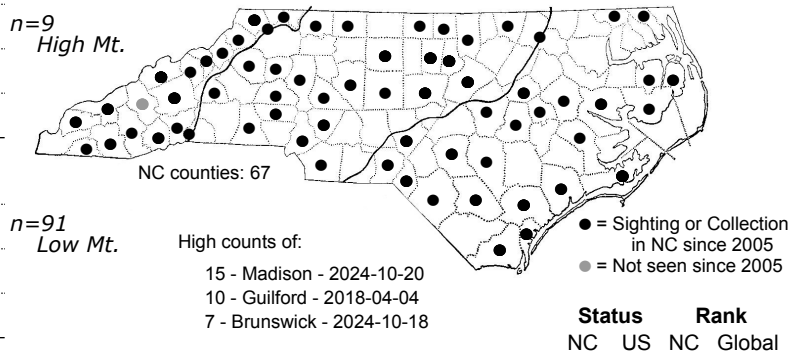 n=9
High Mt.
NC counties: 67
n=91
Low Mt.
High counts of:
15 - Madison - 2024-10-20
10 - Guilford - 2018-04-04
7 - Brunswick - 2024-10-18
= Sighting or Collection
in NC since 2005
= Not seen since 2005
Status Rank
NC US NC Global